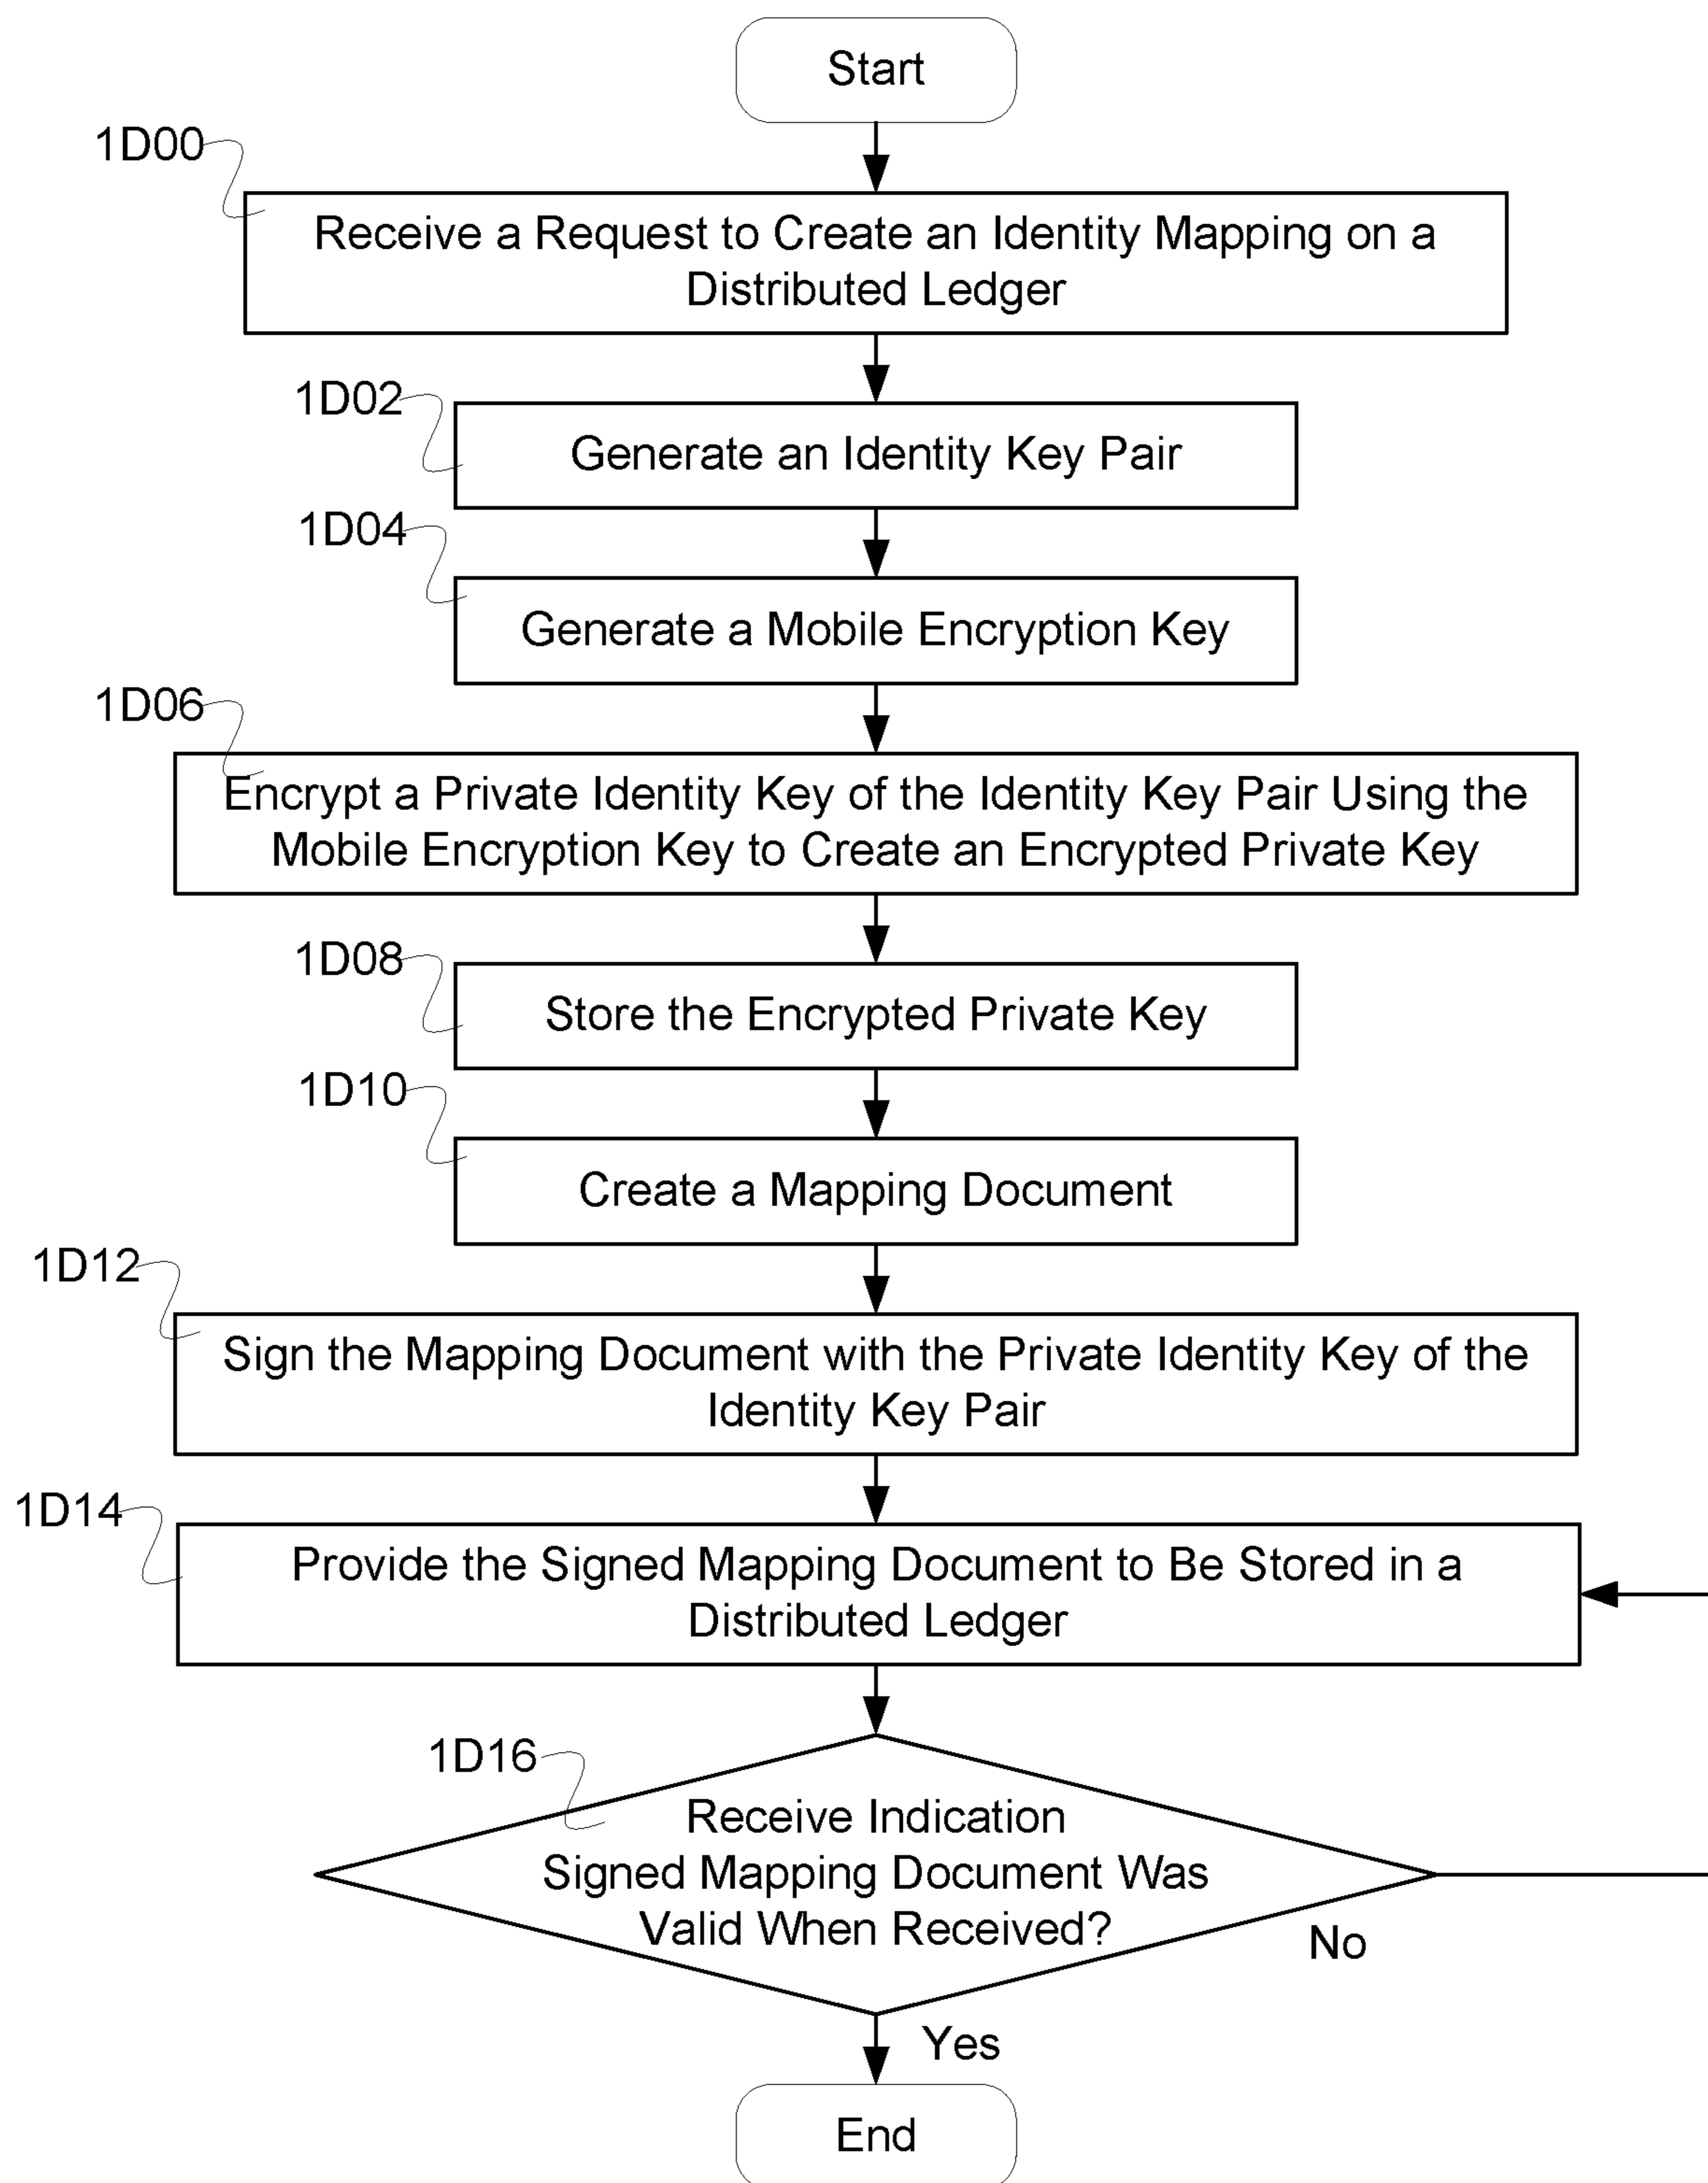 Start
1D00
Receive a Request to Create an Identity Mapping on a
Distributed Ledger
1D02
Generate an Identity Key Pair
1D04
Generate a Mobile Encryption Key
1D06
Encrypt a Private Identity Key of the Identity Key Pair Using the
Mobile Encryption Key to Create an Encrypted Private Key
1D08
Store the Encrypted Private Key
1D10
Create a Mapping Document
1D12
Sign the Mapping Document with the Private Identity Key of the
Identity Key Pair
1D14
Provide the Signed Mapping Document to Be Stored in a
Distributed Ledger
1D16
Receive Indication
Signed Mapping Document Was
Valid When Received?
No
Yes
End